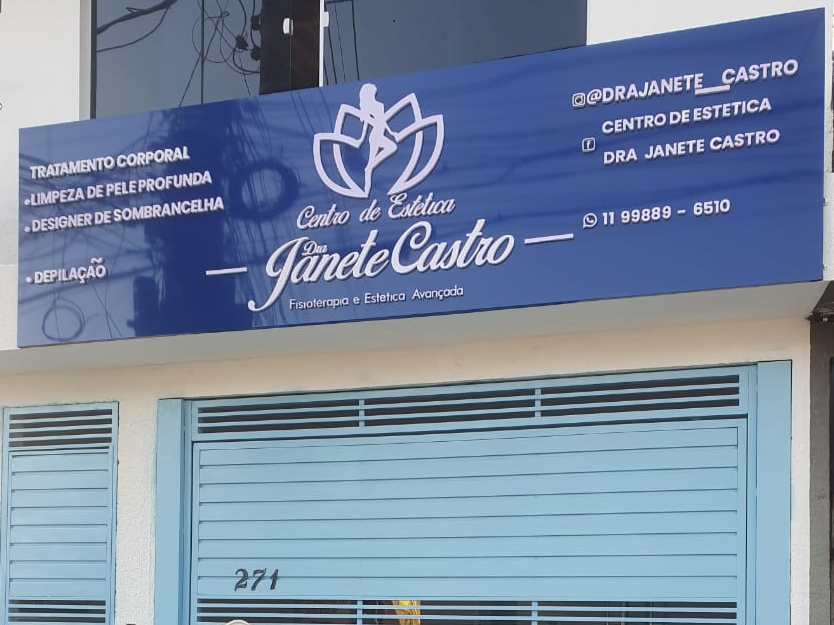 TRATAMENTO CORPORAL
•LIMPEZA DE PELE PROFUNDA
•DESIGNER DE SOMBRANCELHA
•DEPILAÇÃO
Centro de Estética
Dra
Janete Castro
Fisioterapia e Estética Avançada
@DRAJANETE__CASTRO
CENTRO DE ESTETICA
DRA JANETE CASTRO
11 99889 - 6510
271